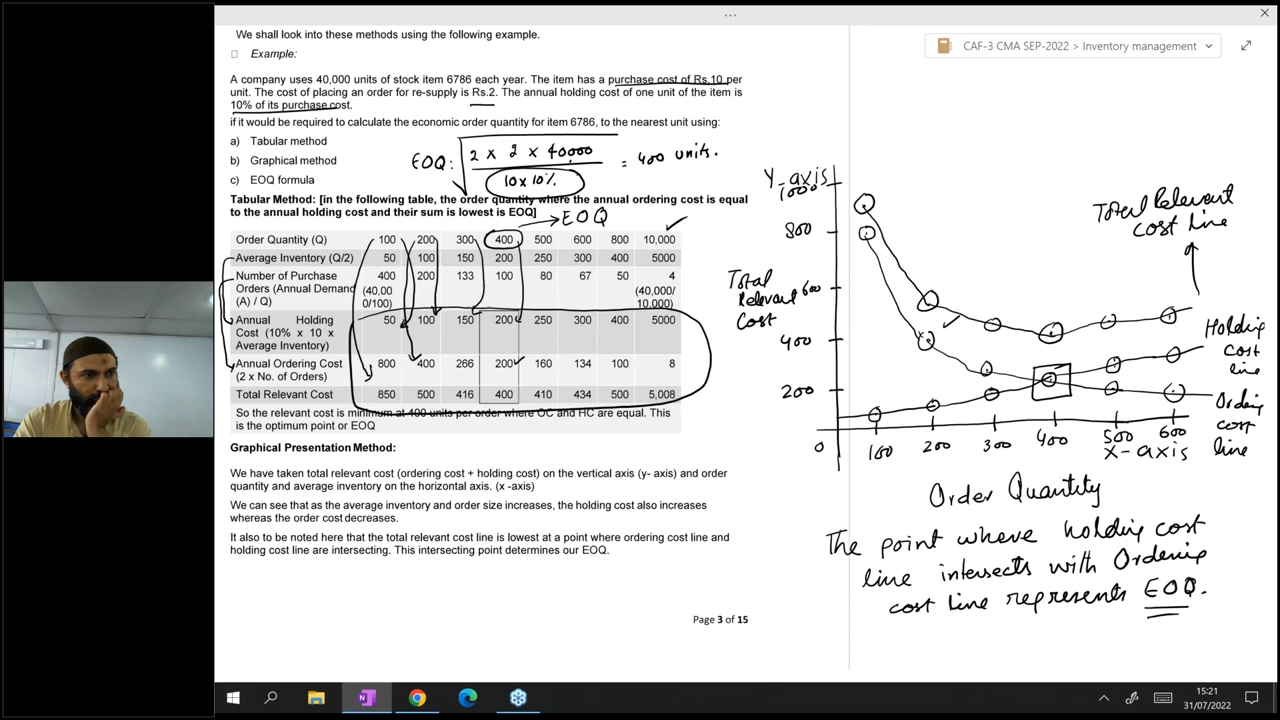 We shall look into these methods using the following example.
Example:
A company uses 40,000 units of stock item 6786 each year. The item has a purchase cost of Rs.10 per
unit. The cost of placing an order for re-supply is Rs.2. The annual holding cost of one unit of the item is
10% of its purchase cost.
if it would be required to calculate the economic order quantity for item 6786, to the nearest unit using:
a) Tabular method
b) Graphical method
c) EOQ formula
EOQ: 2 x 2 x 40,000
10 x 10%
= 400 units.
Tabular Method: [in the following table, the order quantity where the annual ordering cost is equal
to the annual holding cost and their sum is lowest is EOQ]
EOQ
Order Quantity (Q) 100 200 300 400 500 600 800 10,000
Average Inventory (Q/2) 50 100 150 200 250 300 400 5000
Number of Purchase 400 200 133 100 80 67 50 4
Orders (Annual Demand (40,00 (40,000/
(A) / Q) 0/100) 10,000)
Annual Holding 50 100 150 200 250 300 400 5000
Cost (10% x 10 x
Average Inventory)
Annual Ordering Cost 800 400 266 200 160 134 100 8
(2 x No. of Orders)
Total Relevant Cost 850 500 416 400 410 434 500 5,008
So the relevant cost is minimum at 400 units per order where OC and HC are equal. This
is the optimum point or EOQ
Graphical Presentation Method:
We have taken total relevant cost (ordering cost + holding cost) on the vertical axis (y- axis) and order
quantity and average inventory on the horizontal axis. (x -axis)
We can see that as the average inventory and order size increases, the holding cost also increases
whereas the order cost decreases.
It also to be noted here that the total relevant cost line is lowest at a point where ordering cost line and
holding cost line are intersecting. This intersecting point determines our EOQ.
Page 3 of 15
CAF-3 CMA SEP-2022 > Inventory management
Y-axis
1000
800
600
400
200
0
Total
Relevant
Cost
Total Relevant
cost line
Holding
cost
line
Ording
cost
line
100 200 300 400 500 600
X-axis
Order Quantity
The point where holding cost
line intersects with Ordering
cost line represents EOQ.
15:21
31/07/2022